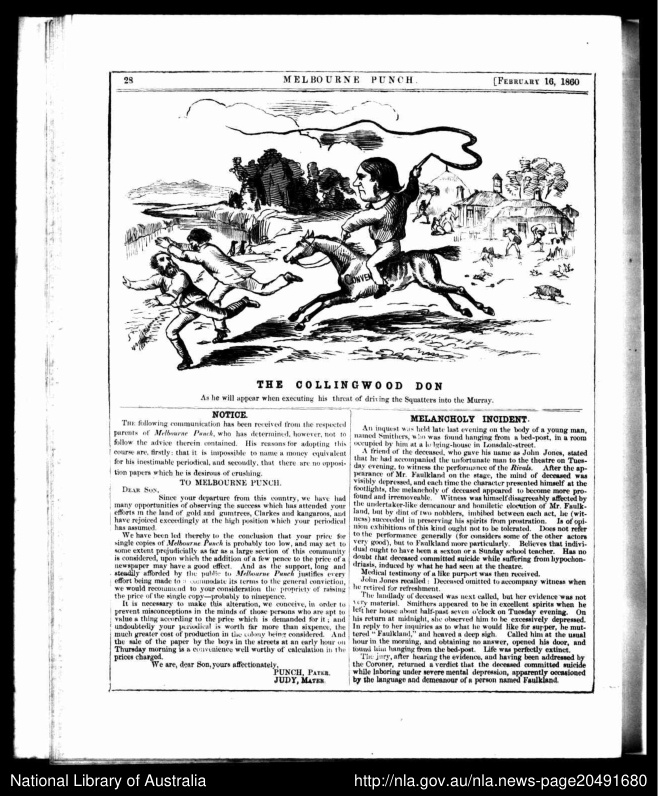 28
MELBOURNE PUNCH.
[FEBRUARY 16, 1860
CONVEN
THE COLLINGWOOD DON
As he will appear when executing his threat of driving the Squatters into the Murray.
NOTICE.
THE following communication has been received from the respected
parents of Melbourne Punch, who has determined, however, not to
follow the advice therein contained. His reasons for adopting this
course are, firstly; that it is impossible to name a money equivalent
for his inestimable periodical, and secondly, that there are no opposi-
tion papers which he is desirous of crushing.
TO MELBOURNE PUNCH.
DEAR SON,
Since your departure from this country, we have had
many opportunities of observing the success which has attended your
efforts in the land of gold and gumtrees, Clarkes and kangaroos, and
have rejoiced exceedingly at the high position which your periodical
has assumed.
We have been led thereby to the conclusion that your price for
single copies of Melbourne Punch is probably too low, and may act to
some extent prejudicially as far as a large section of this community
is considered, upon which the addition of a few pence to the price of a
newspaper may have a good effect. And as the support, long and
steadily afforded by the public to Melbourne Punch justifies every
effort being made to accommodate its terms to the general conviction,
we would recommend to your consideration the propriety of raising
the price of the single copy—probably to ninepence.
It is necessary to make this alteration, we conceive, in order to
prevent misconceptions in the minds of those persons who are apt to
value a thing according to the price which is demanded for it; and
undoubtedly your periodical is worth far more than sixpence, the
much greater cost of production in the colony being considered. And
the sale of the paper by the boys in the streets at an early hour on
Thursday morning is a convenience well worthy of calculation in the
prices charged.
We are, dear Son, yours affectionately,
PUNCH, PATER.
JUDY, MATER.
MELANCHOLY INCIDENT.
An inquest was held late last evening on the body of a young man,
named Smithers, who was found hanging from a bed-post, in a room
occupied by him at a lodging-house in Lonsdale-street.
A friend of the deceased, who gave his name as John Jones, stated
that he had accompanied the unfortunate man to the theatre on Tues-
day evening, to witness the performance of the Rivals. After the ap-
pearance of Mr. Faulkland on the stage, the mind of deceased was
visibly depressed, and each time the character presented himself at the
footlights, the melancholy of deceased appeared to become more pro-
found and irremoveable. Witness was himself disagreeably affected by
the undertaker-like demeanour and homiletic elocution of Mr. Faulk-
land, but by dint of two nobblers, imbibed between each act, he (wit-
ness) succeeded in preserving his spirits from prostration. Is of opi-
nion exhibitions of this kind ought not to be tolerated. Does not refer
to the performance generally (for considers some of the other actors
very good), but to Faulkland more particularly. Believes that indivi-
dual ought to have been a sexton or a Sunday school teacher. Has no
doubt that deceased committed suicide while suffering from hypochon-
driasis, induced by what he had seen at the theatre.
Medical testimony of a like purport was then received.
John Jones recalled: Deceased omitted to accompany witness when
he retired for refreshment.
The landlady of deceased was next called, but her evidence was not
very material. Smithers appeared to be in excellent spirits when he
left her house about half-past seven o'clock on Tuesday evening. On
his return at midnight, she observed him to be excessively depressed.
In reply to her inquiries as to what he would like for supper, he mut-
tered "Faulkland," and heaved a deep sigh. Called him at the usual
hour in the morning, and obtaining no answer, opened his door, and
found him hanging from the bed-post. Life was perfectly extinct.
The jury, after hearing the evidence, and having been addressed by
the Coroner, returned a verdict that the deceased committed suicide
while laboring under severe mental depression, apparently occasioned
by the language and demeanour of a person named Faulkland.
National Library of Australia
http://nla.gov.au/nla.news-page20491680